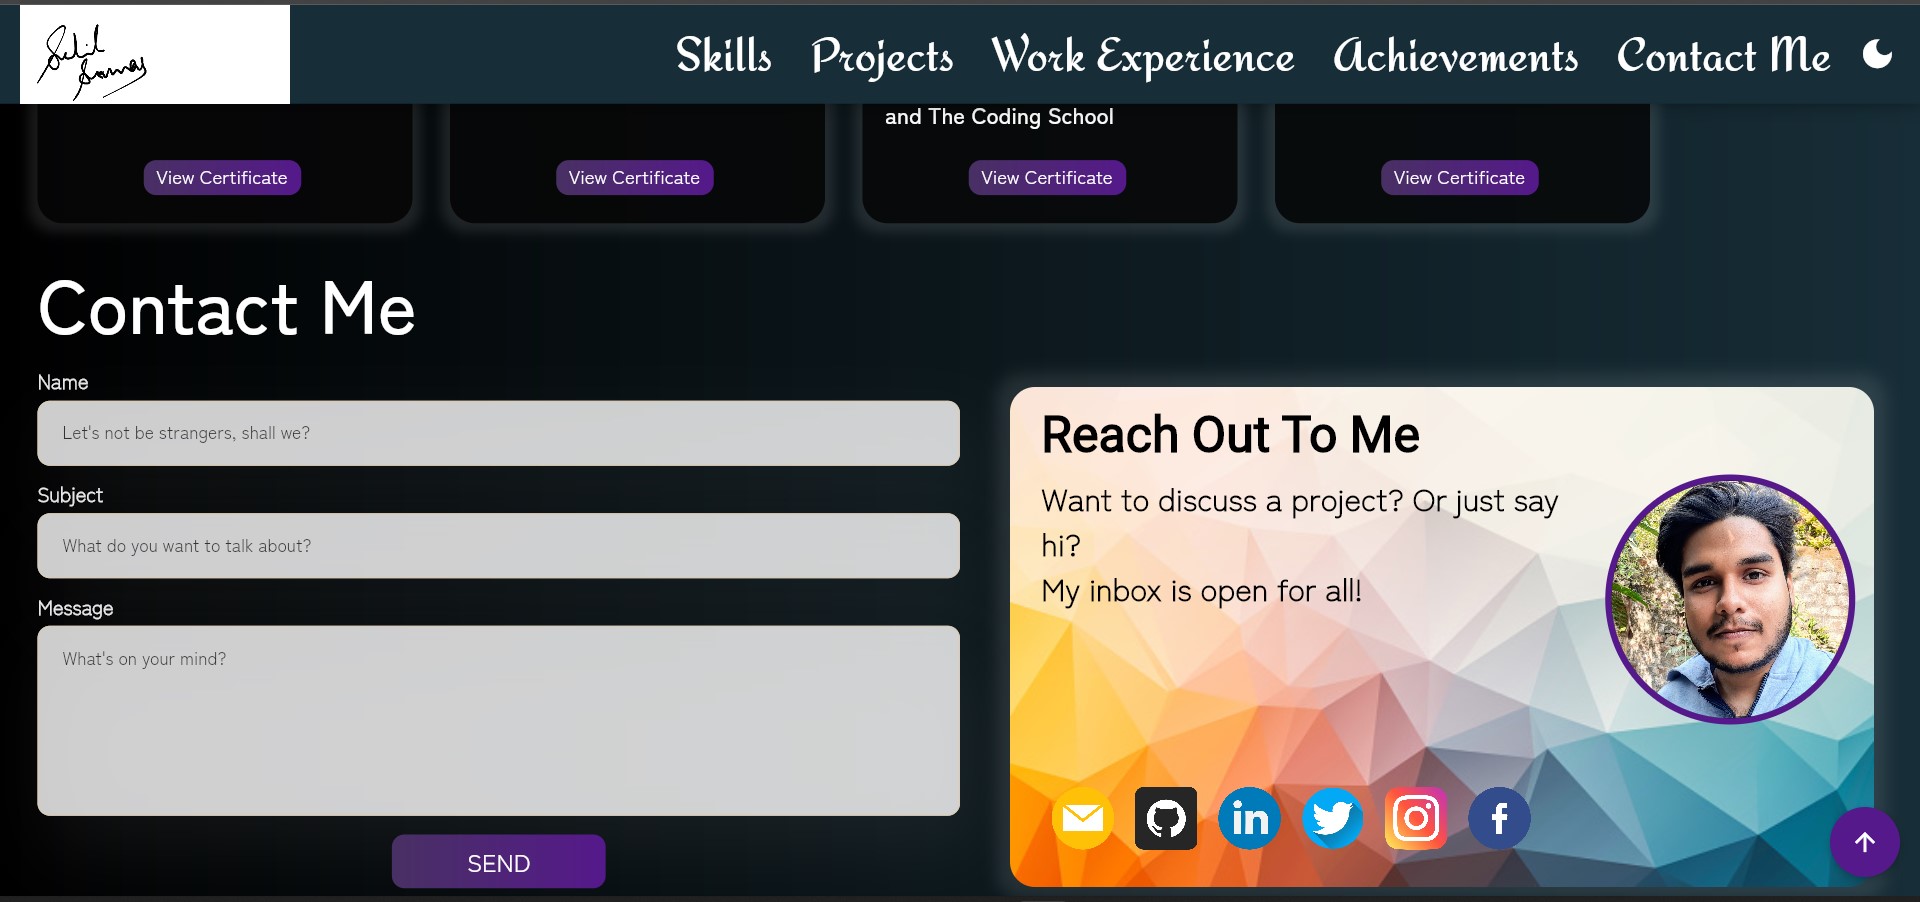 Skills Projects Work Experience Achievements Contact Me
and The Coding School
View Certificate View Certificate View Certificate View Certificate
Contact Me
Name
Let's not be strangers, shall we?
Subject
What do you want to talk about?
Message
What's on your mind?
SEND
Reach Out To Me
Want to discuss a project? Or just say
hi?
My inbox is open for all!
in
f